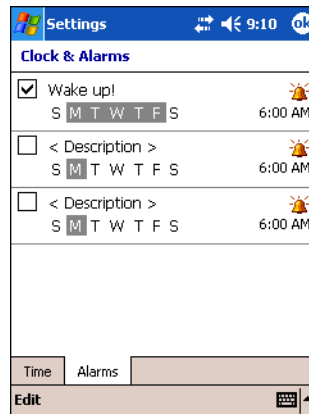 Settings 9:10 ok
Clock & Alarms
Wake up!
S M T W T F S 6:00 AM
< Description >
S M T W T F S 6:00 AM
< Description >
S M T W T F S 6:00 AM
Time Alarms
Edit